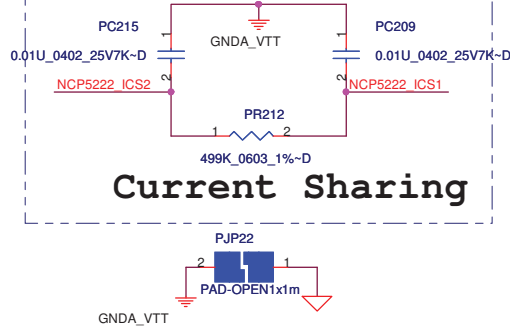 PC215
PC209
1
1
GNDA_VTT
0.01U_0402_25V7K~D
0.01U_0402_25V7K~D
2
2
NCP5222_ICS2
NCP5222_ICS1
PR212
1
2
499K_0603_1%~D
Current Sharing
PJP22
2
1
PAD-OPEN1x1m
GNDA_VTT